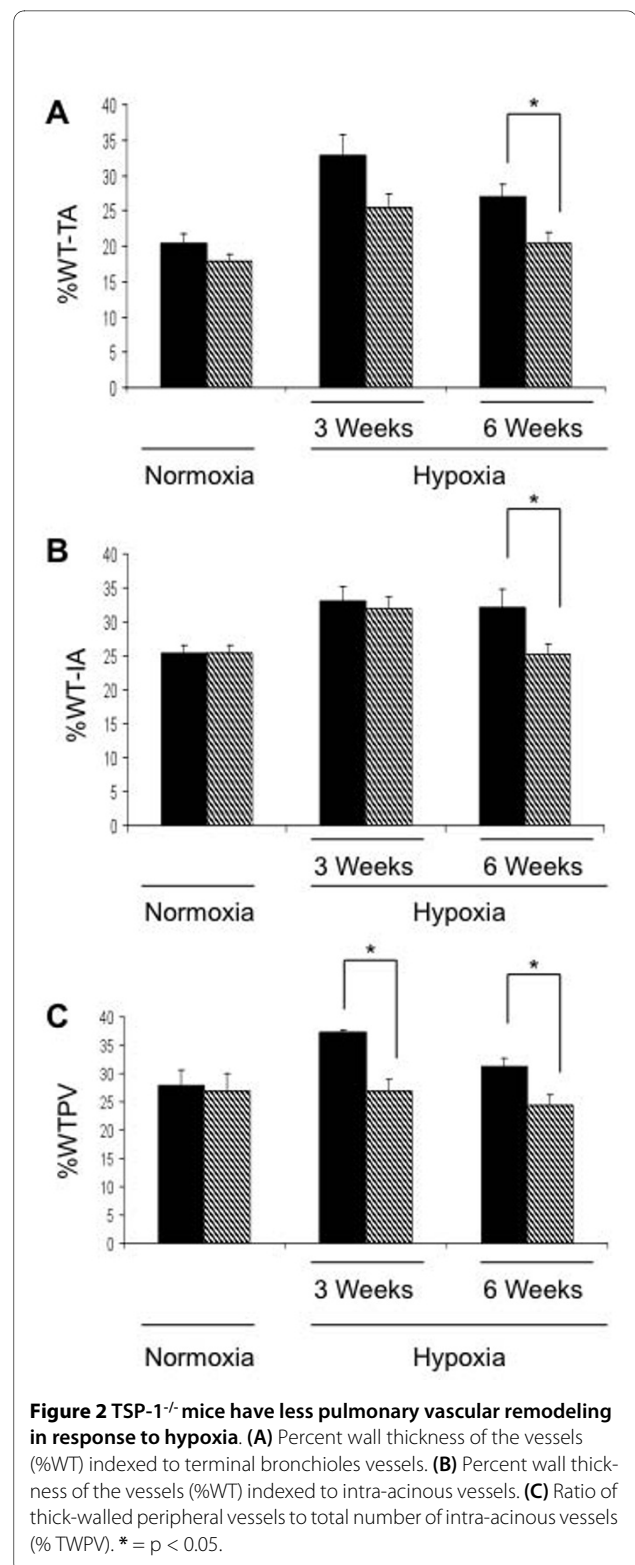 A
*
40
35
30
25
20
15
10
5
0
%WT-TA
3 Weeks 6 Weeks
Normoxia Hypoxia
B
*
40
35
30
25
20
15
10
5
0
%WT-IA
3 Weeks 6 Weeks
Normoxia Hypoxia
C
* *
40
35
30
25
20
15
10
5
0
%WTPV
3 Weeks 6 Weeks
Normoxia Hypoxia
Figure 2 TSP-1-/- mice have less pulmonary vascular remodeling
in response to hypoxia. (A) Percent wall thickness of the vessels
(%WT) indexed to terminal bronchioles vessels. (B) Percent wall thick-
ness of the vessels (%WT) indexed to intra-acinous vessels. (C) Ratio of
thick-walled peripheral vessels to total number of intra-acinous vessels
(% TWPV). * = p < 0.05.